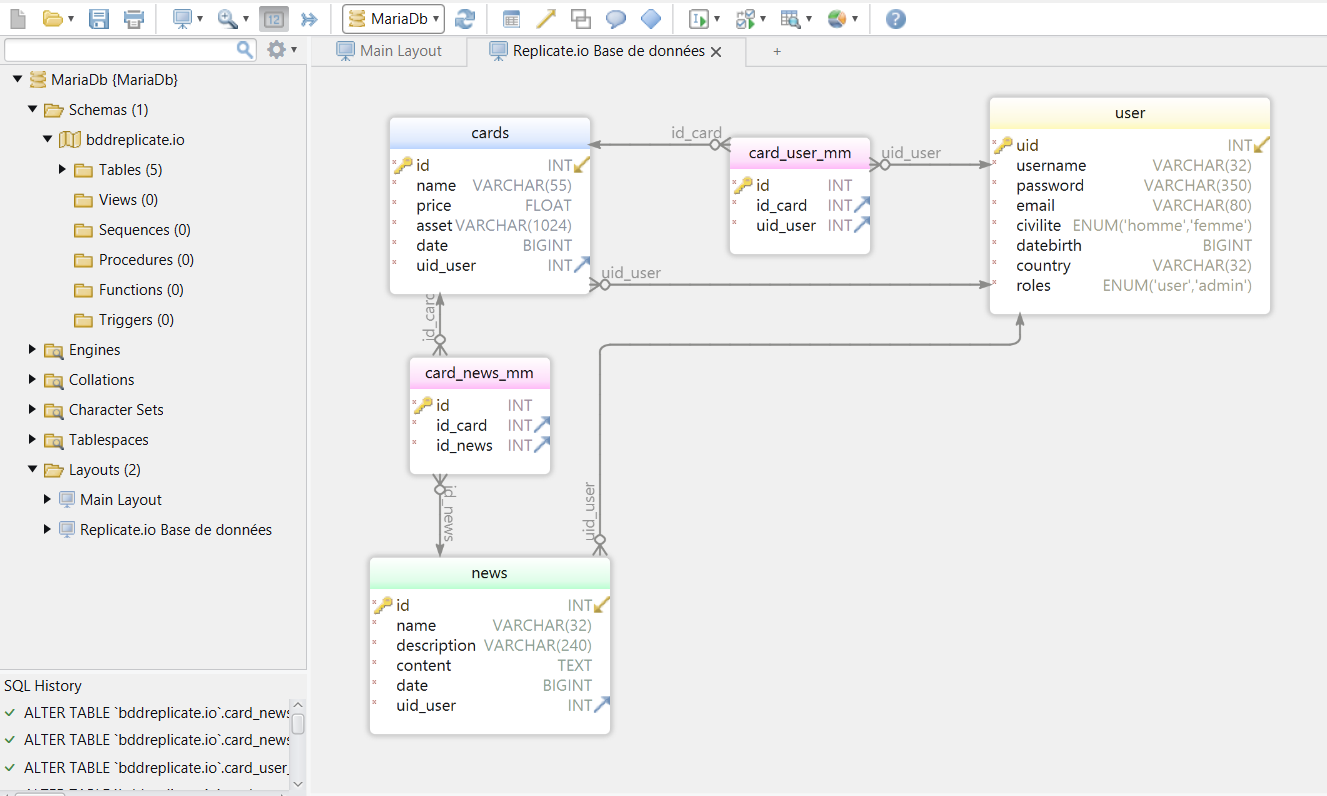 12
MariaDb
Main Layout
Replicate.io Base de données
+
MariaDb {MariaDb}
Schemas (1)
bddreplicate.io
Tables (5)
Views (0)
Sequences (0)
Procedures (0)
Functions (0)
Triggers (0)
Engines
Collations
Character Sets
Tablespaces
Layouts (2)
Main Layout
Replicate.io Base de données
SQL History
ALTER TABLE `bddreplicate.io`.card_news
ALTER TABLE `bddreplicate.io`.card_news
ALTER TABLE `bddreplicate.io`.card_user_
cards
id INT
name VARCHAR(55)
price FLOAT
asset VARCHAR(1024)
date BIGINT
uid_user INT
id_card
card_user_mm
id INT
id_card INT
uid_user INT
uid_user
user
uid INT
username VARCHAR(32)
password VARCHAR(350)
email VARCHAR(80)
civilite ENUM('homme','femme')
datebirth BIGINT
country VARCHAR(32)
roles ENUM('user','admin')
uid_user
id_card
card_news_mm
id INT
id_card INT
id_news INT
id_news
uid_user
news
id INT
name VARCHAR(32)
description VARCHAR(240)
content TEXT
date BIGINT
uid_user INT